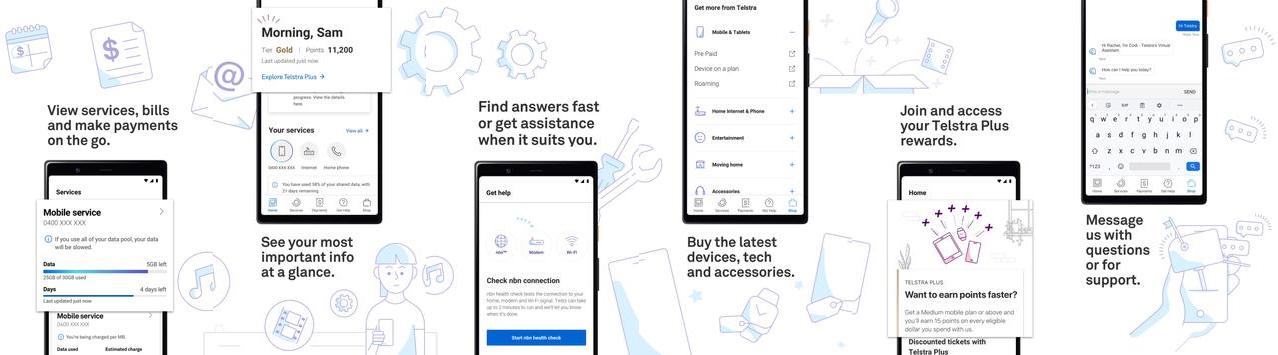 View services, bills
and make payments
on the go.
Services
Mobile service
0400 XXX XXX
If you use all of your data pool, your data
will be slowed.
Data 5GB left
25GB of 30GB used
Days 4 days left
Last updated just now
Mobile service
0400 XXX XXX
You're being charged per MB.
Data used Estimated charge
Morning, Sam
Tier Gold | Points 11,200
Last updated just now
Explore Telstra Plus
progress. View the details
here.
Your services View all
0400 XXX XXX Internet Home phone
You have used 58% of your shared data, with
21 days remaining
Home Services Payments Get Help Shop
See your most
important info
at a glance.
Find answers fast
or get assistance
when it suits you.
Get help
nbn™ Modem Wi-Fi
Check nbn connection
nbn health check tests the connection to your
home, modem and Wi-Fi signal. Tests can take
up to 2 minutes to run and we'll let you know
when it's done.
Start nbn health check
Get more from Telstra
Mobile & Tablets
Pre Paid
Device on a plan
Roaming
Home Internet & Phone
Entertainment
Moving home
Accessories
Home Services Payments Get Help Shop
Buy the latest
devices, tech
and accessories.
Join and access
your Telstra Plus
rewards.
Home
TELSTRA PLUS
Want to earn points faster?
Get a Medium mobile plan or above and
you'll earn 15 points on every eligible
dollar you spend with us.
Discounted tickets with
Telstra Plus
Hi Telstra
Hi Rachel, I'm Codi - Telstra's Virtual
Assistant.
How can I help you today?
Write a message SEND
GIF
q w e r t y u i o p
a s d f g h j k l
z x c v b n m
?123 , .
Home Services Payments Get Help Shop
Message
us with
questions
or for
support.